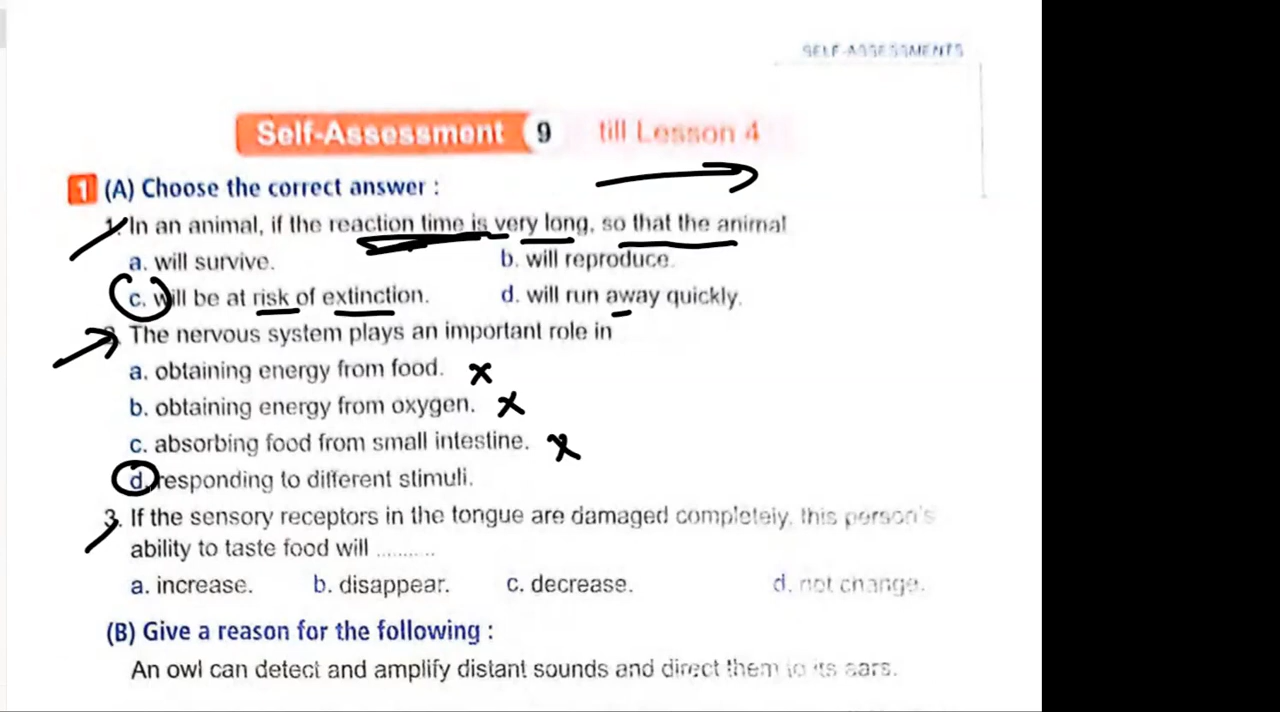 SELF-ASSESSMENTS
Self-Assessment 9 till Lesson 4
1 (A) Choose the correct answer :
1. In an animal, if the reaction time is very long, so that the animal
a. will survive. b. will reproduce.
c. will be at risk of extinction. d. will run away quickly.
The nervous system plays an important role in
a. obtaining energy from food. x
b. obtaining energy from oxygen. x
c. absorbing food from small intestine. x
d. responding to different stimuli.
3. If the sensory receptors in the tongue are damaged completely, this person's
ability to taste food will ..........
a. increase. b. disappear. c. decrease. d. not change.
(B) Give a reason for the following :
An owl can detect and amplify distant sounds and direct them to its ears.